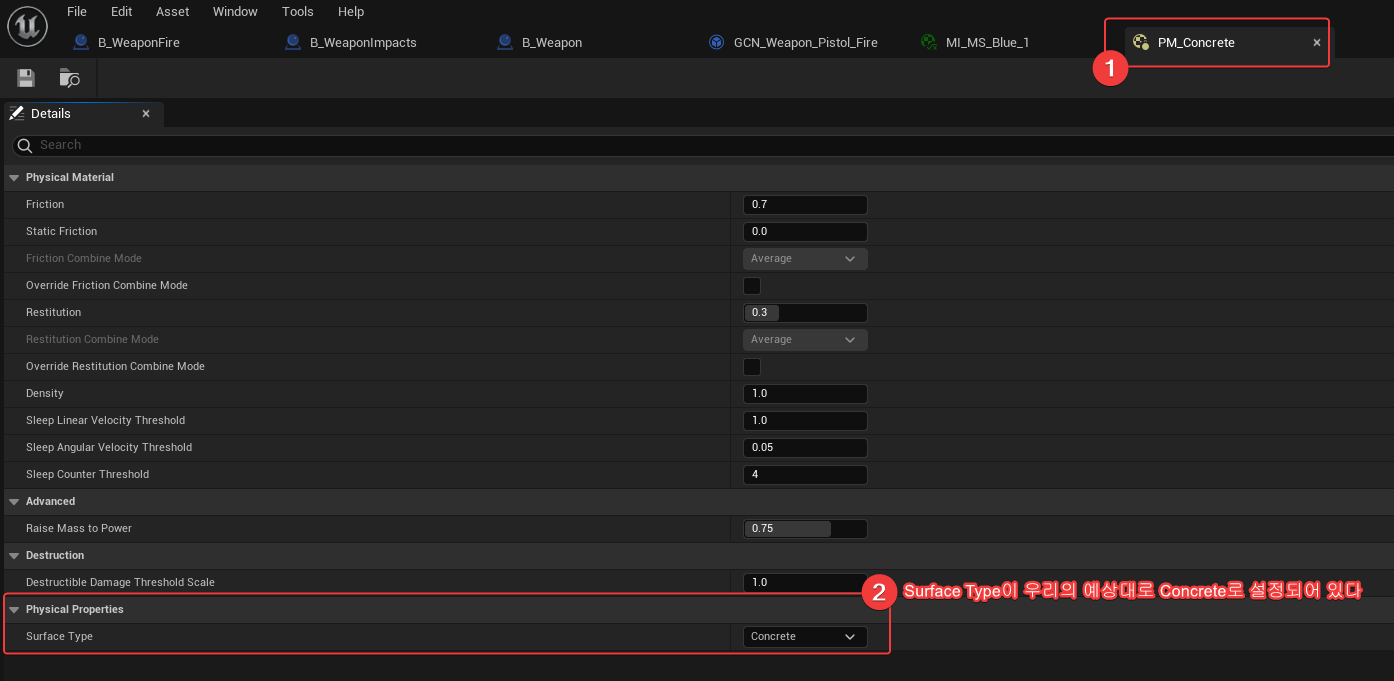 File Edit Asset Window Tools Help
B_WeaponFire B_WeaponImpacts B_Weapon GCN_Weapon_Pistol_Fire MI_MS_Blue_1 PM_Concrete
1
Details
Search
Physical Material
Friction 0.7
Static Friction 0.0
Friction Combine Mode Average
Override Friction Combine Mode
Restitution 0.3
Restitution Combine Mode Average
Override Restitution Combine Mode
Density 1.0
Sleep Linear Velocity Threshold 1.0
Sleep Angular Velocity Threshold 0.05
Sleep Counter Threshold 4
Advanced
Raise Mass to Power 0.75
Destruction
Destructible Damage Threshold Scale 1.0
2 Surface Type이 우리의 예상대로 Concrete로 설정되어 있다
Physical Properties
Surface Type Concrete